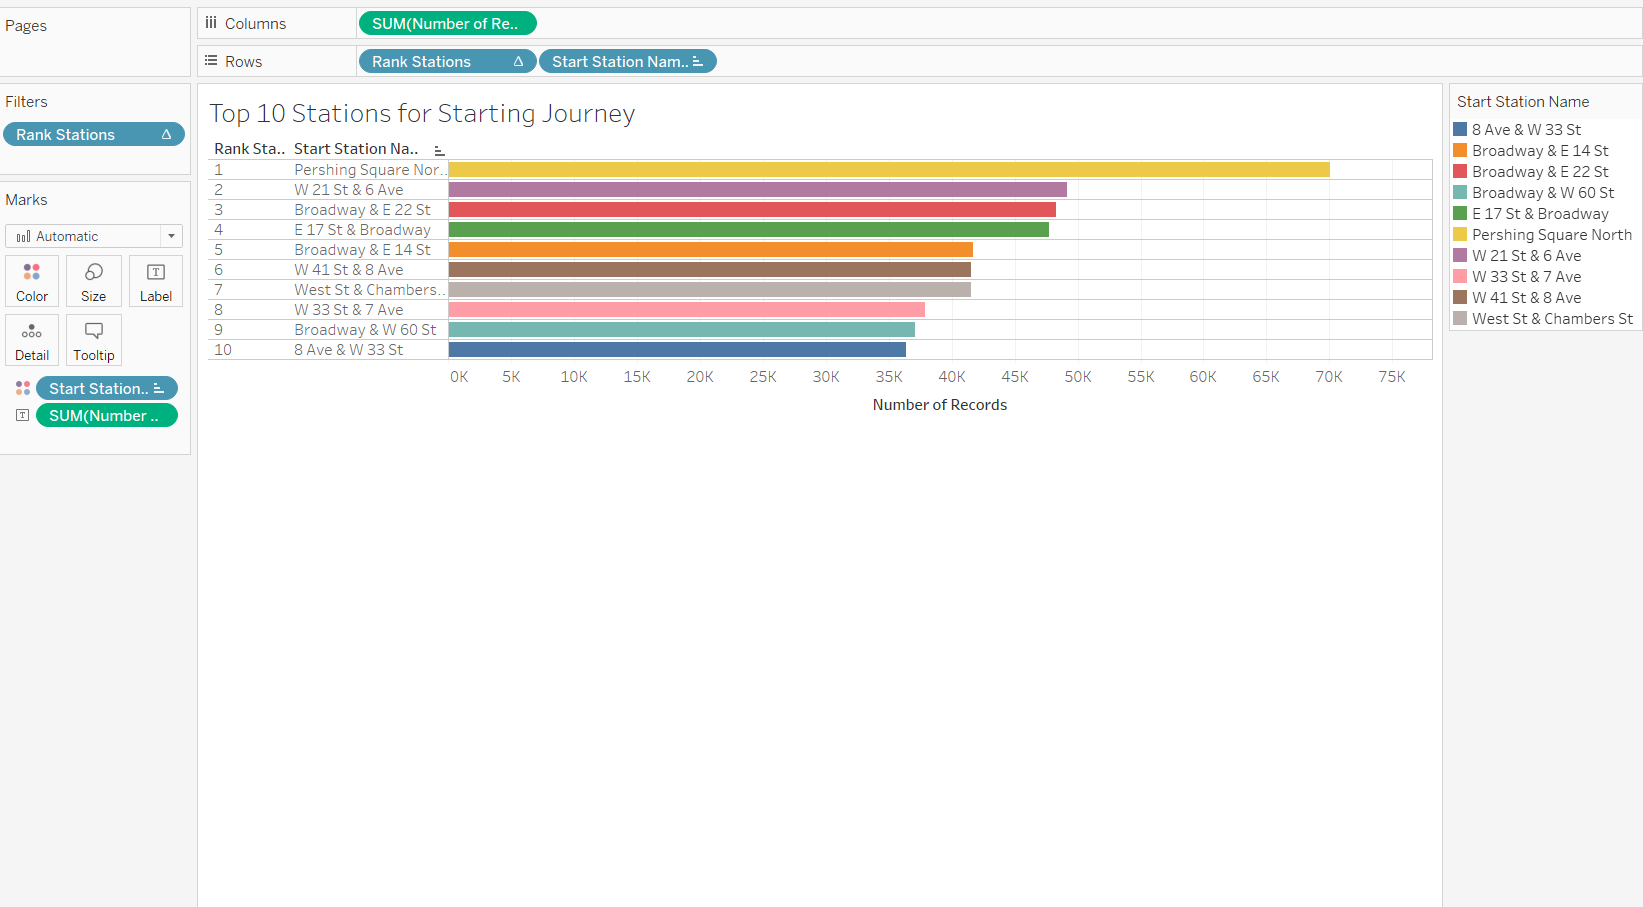 Pages
Columns
SUM(Number of Re..
Rows
Rank Stations
Start Station Nam..
Filters
Rank Stations
Marks
Automatic
Color
Size
Label
Detail
Tooltip
Start Station..
SUM(Number ..
Top 10 Stations for Starting Journey
Rank Sta.. Start Station Na..
1 Pershing Square Nor..
2 W 21 St & 6 Ave
3 Broadway & E 22 St
4 E 17 St & Broadway
5 Broadway & E 14 St
6 W 41 St & 8 Ave
7 West St & Chambers..
8 W 33 St & 7 Ave
9 Broadway & W 60 St
10 8 Ave & W 33 St
0K 5K 10K 15K 20K 25K 30K 35K 40K 45K 50K 55K 60K 65K 70K 75K
Number of Records
Start Station Name
8 Ave & W 33 St
Broadway & E 14 St
Broadway & E 22 St
Broadway & W 60 St
E 17 St & Broadway
Pershing Square North
W 21 St & 6 Ave
W 33 St & 7 Ave
W 41 St & 8 Ave
West St & Chambers St